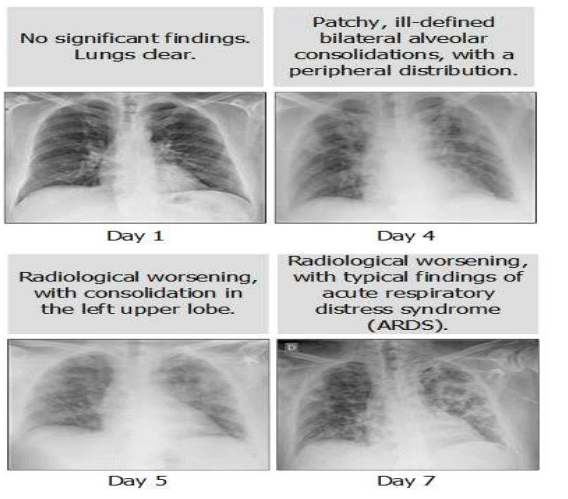 No significant findings.
Lungs clear.
Patchy, ill-defined
bilateral alveolar
consolidations, with a
peripheral distribution.
Day 1
Day 4
Radiological worsening,
with consolidation in
the left upper lobe.
Radiological worsening,
with typical findings of
acute respiratory
distress syndrome
(ARDS).
D
Day 5
Day 7